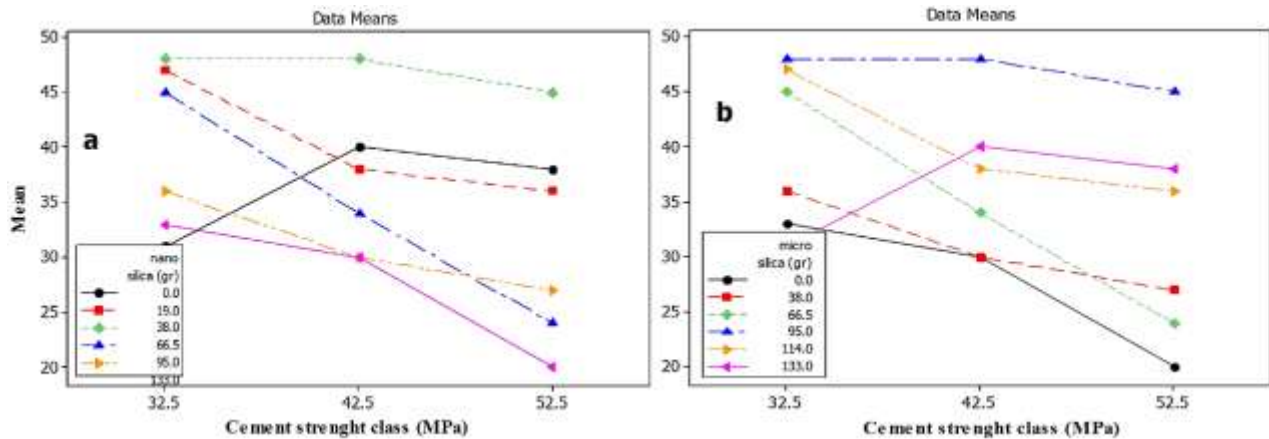 Data Means
50
45
40
35
30
25
20
Mean
a
nano
silica (gr)
0.0
19.0
38.0
66.5
95.0
133.0
32.5 42.5 52.5
Cement strenght class (MPa)
Data Means
50
45
40
35
30
25
20
b
micro
silica (gr)
0.0
38.0
66.5
95.0
114.0
133.0
32.5 42.5 52.5
Cement strenght class (MPa)